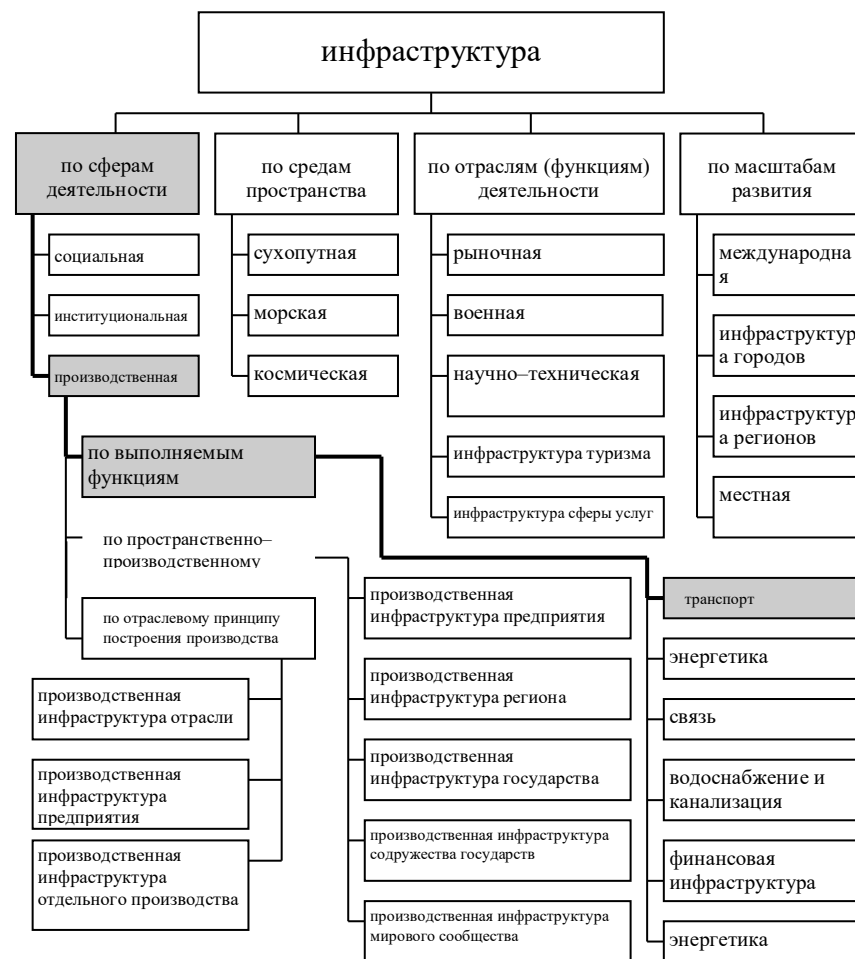 инфраструктура
по сферам
деятельности
социальная
институциональная
производственная
по средам
пространства
сухопутная
морская
космическая
по отраслям (функциям)
деятельности
рыночная
военная
научно–техническая
инфраструктура туризма
инфраструктура сферы услуг
по масштабам
развития
международна
я
инфраструктур
а городов
инфраструктур
а регионов
местная
по выполняемым
функциям
по пространственно–
производственному
по отраслевому принципу
построения производства
производственная
инфраструктура отрасли
производственная
инфраструктура
предприятия
производственная
инфраструктура
отдельного производства
производственная
инфраструктура предприятия
производственная
инфраструктура региона
производственная
инфраструктура государства
производственная инфраструктура
содружества государств
производственная инфраструктура
мирового сообщества
транспорт
энергетика
связь
водоснабжение и
канализация
финансовая
инфраструктура
энергетика